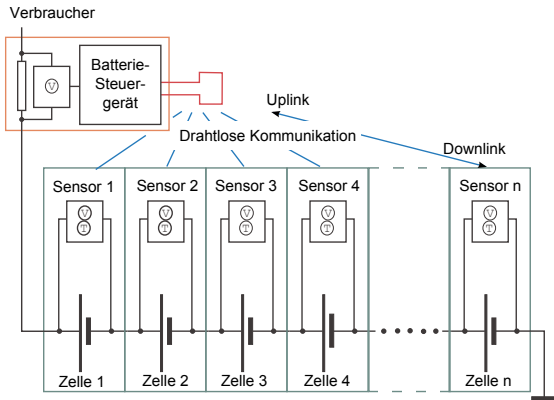 Verbraucher
V
Batterie-
Steuer-
gerät
Uplink
Drahtlose Kommunikation
Downlink
Sensor 1
Sensor 2
Sensor 3
Sensor 4
Sensor n
V
T
V
T
V
T
V
T
V
T
Zelle 1
Zelle 2
Zelle 3
Zelle 4
Zelle n